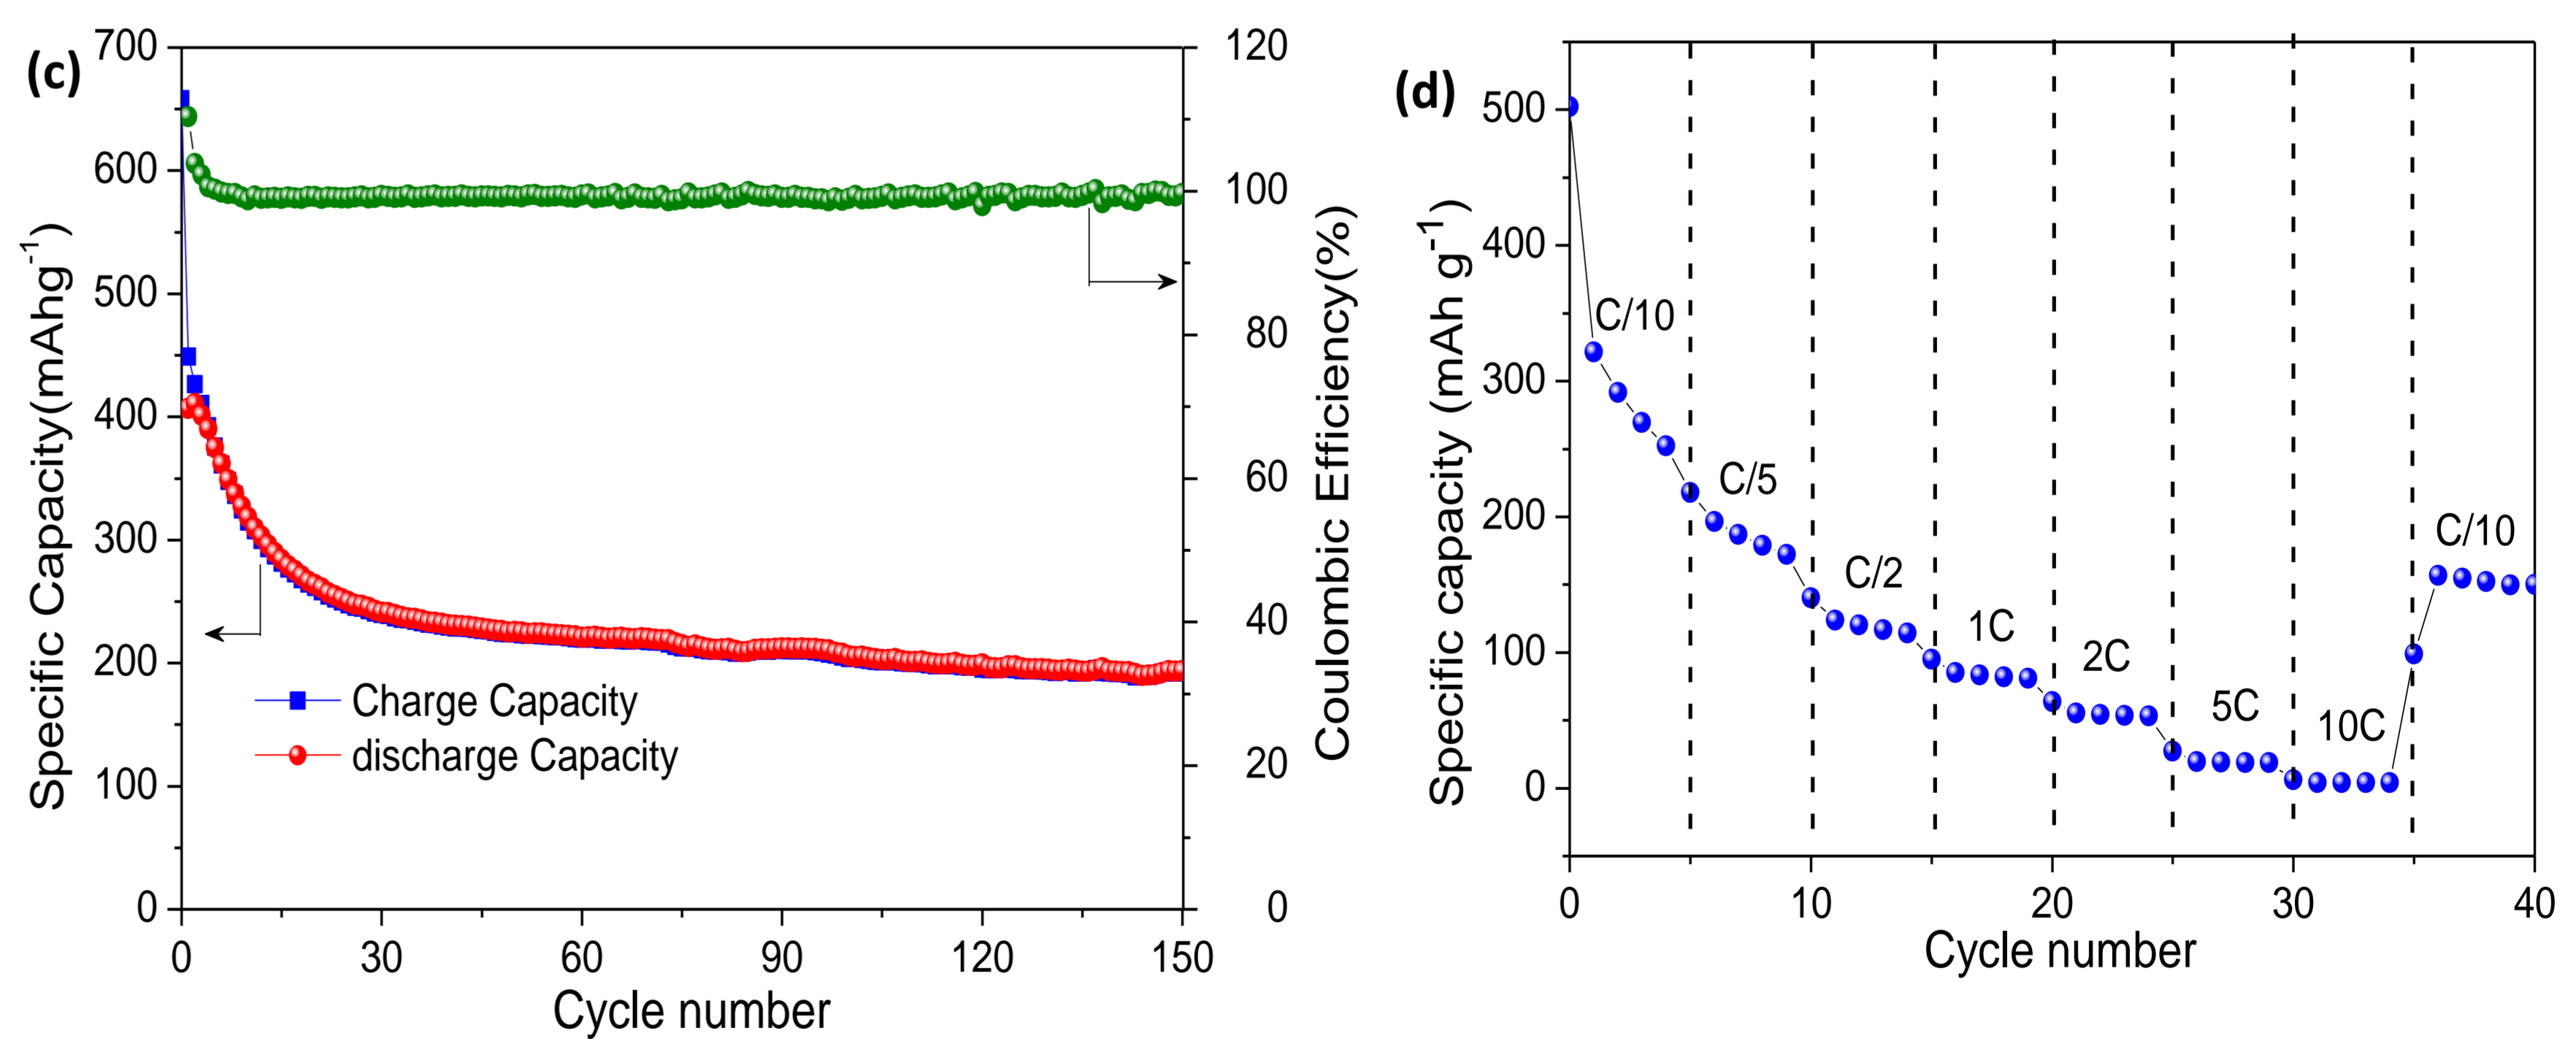 (c)
700
600
500
400
300
200
100
0
Specific Capacity(mAhg-1)
120
100
80
60
40
20
0
Coulombic Efficiency(%)
Charge Capacity
discharge Capacity
0 30 60 90 120 150
Cycle number
(d)
500
400
300
200
100
0
Specific capacity (mAh g-1)
C/10
C/5
C/2
1C
2C
5C
10C
C/10
0 10 20 30 40
Cycle number